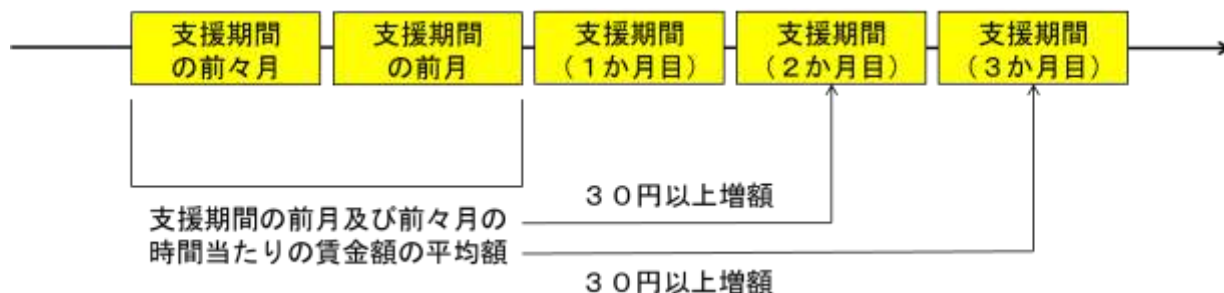 支援期間
の前々月
支援期間
の前月
支援期間
(１か月目)
支援期間
(２か月目)
支援期間
(３か月目)
３０円以上増額
支援期間の前月及び前々月の
時間当たりの賃金額の平均額
３０円以上増額